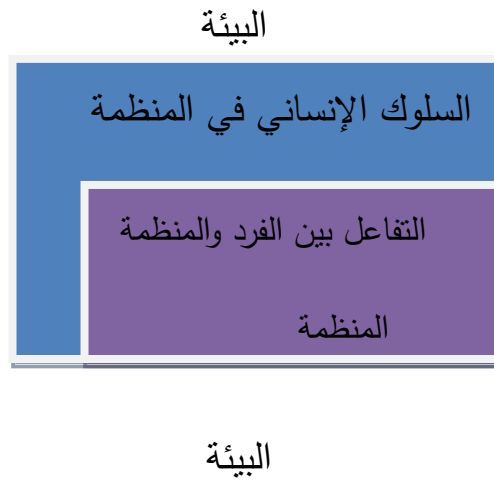 البيئة
السلوك الإنساني في المنظمة
التفاعل بين الفرد والمنظمة
المنظمة
البيئة